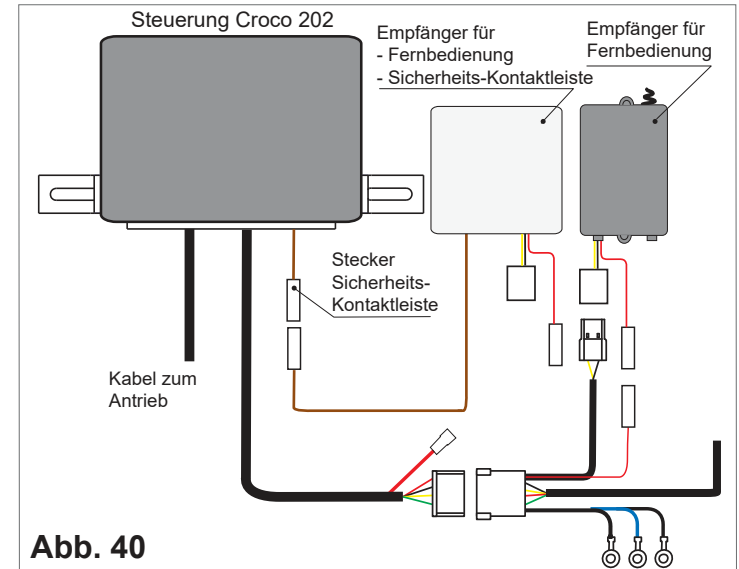 Steuerung Croco 202
Empfänger für
- Fernbedienung
- Sicherheits-Kontaktleiste
Empfänger für
Fernbedienung
Stecker
Sicherheits-
Kontaktleiste
Kabel zum
Antrieb
Abb. 40